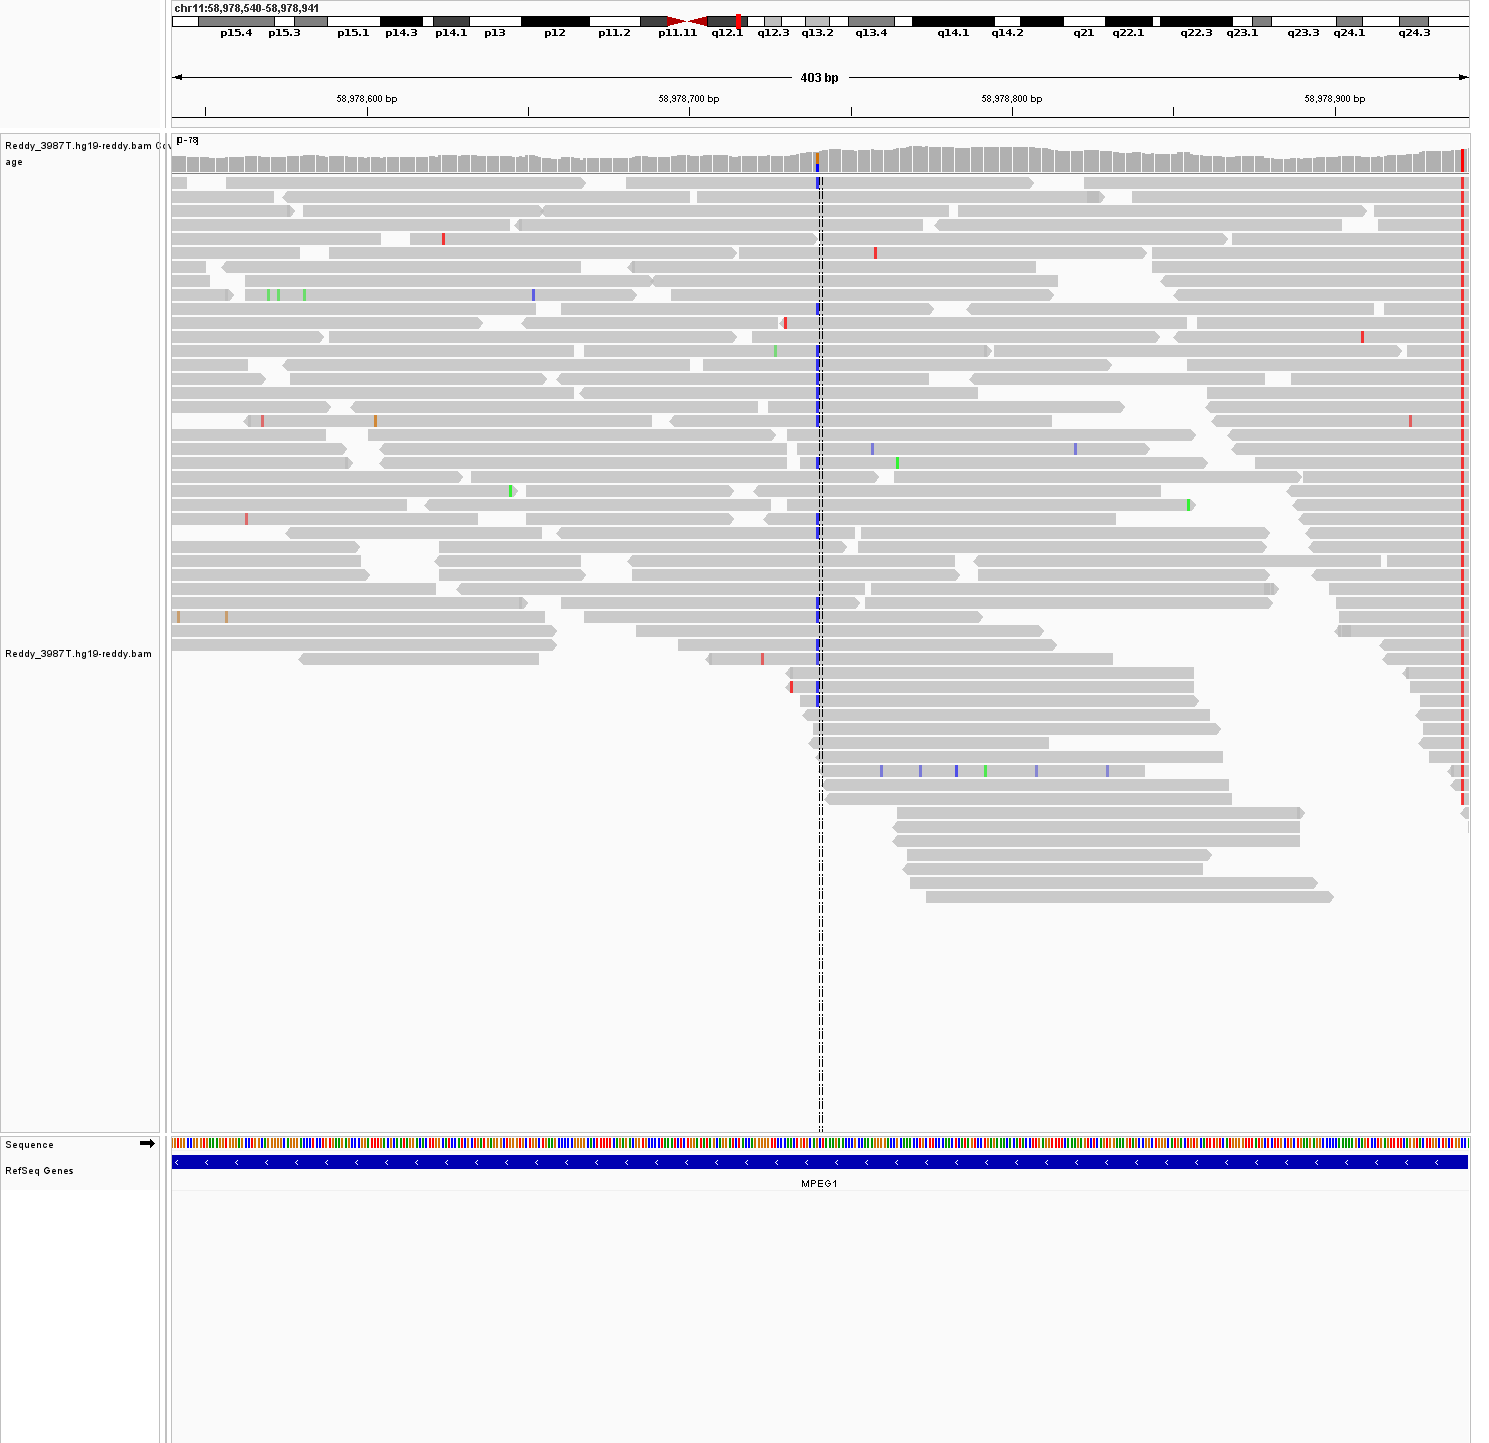 chr11:58,978,540-58,978,941
p15.4 p15.3 p15.1 p14.3 p14.1 p13 p12 p11.2 p11.11 q12.1 q12.3 q13.2 q13.4 q14.1 q14.2 q21 q22.1 q22.3 q23.1 q23.3 q24.1 q24.3
403 bp
58,978,600 bp 58,978,700 bp 58,978,800 bp 58,978,900 bp
[0-78]
Reddy_3987T.hg19-reddy.bam Cov
age
Reddy_3987T.hg19-reddy.bam
Sequence
RefSeq Genes
MPEG1